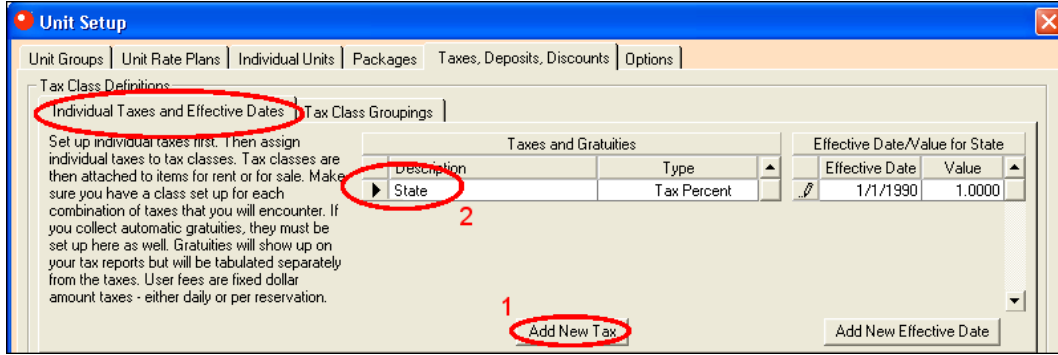 Unit Setup
Unit Groups Unit Rate Plans Individual Units Packages Taxes, Deposits, Discounts Options
Tax Class Definitions
Individual Taxes and Effective Dates Tax Class Groupings
Set up individual taxes first. Then assign
individual taxes to tax classes. Tax classes are
then attached to items for rent or for sale. Make
sure you have a class set up for each
combination of taxes that you will encounter. If
you collect automatic gratuities, they must be
set up here as well. Gratuities will show up on
your tax reports but will be tabulated separately
from the taxes. User fees are fixed dollar
amount taxes - either daily or per reservation.
Taxes and Gratuities
Description Type
State Tax Percent
2
1
Add New Tax
Effective Date/Value for State
Effective Date Value
1/1/1990 1.0000
Add New Effective Date